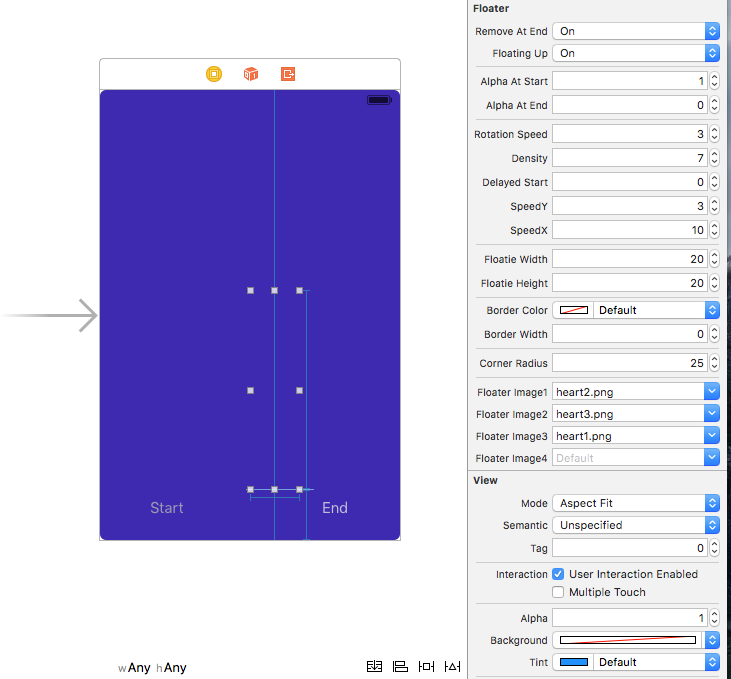 Start
End
wAny hAny
Floater
Remove At End On
Floating Up On
Alpha At Start 1
Alpha At End 0
Rotation Speed 3
Density 7
Delayed Start 0
SpeedY 3
SpeedX 10
Floatie Width 20
Floatie Height 20
Border Color Default
Border Width 0
Corner Radius 25
Floater Image1 heart2.png
Floater Image2 heart3.png
Floater Image3 heart1.png
Floater Image4 Default
View
Mode Aspect Fit
Semantic Unspecified
Tag 0
Interaction User Interaction Enabled
Multiple Touch
Alpha 1
Background
Tint Default